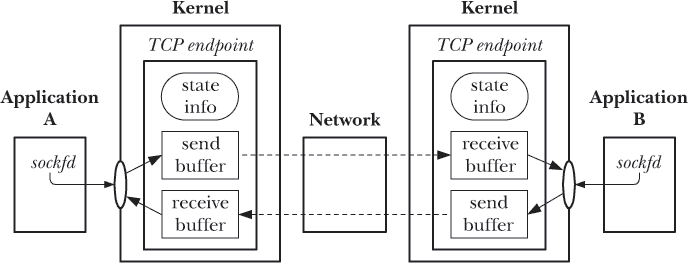 Kernel
Kernel
TCP endpoint
TCP endpoint
Application
A
sockfd
state
info
send
buffer
receive
buffer
Network
state
info
receive
buffer
send
buffer
Application
B
sockfd